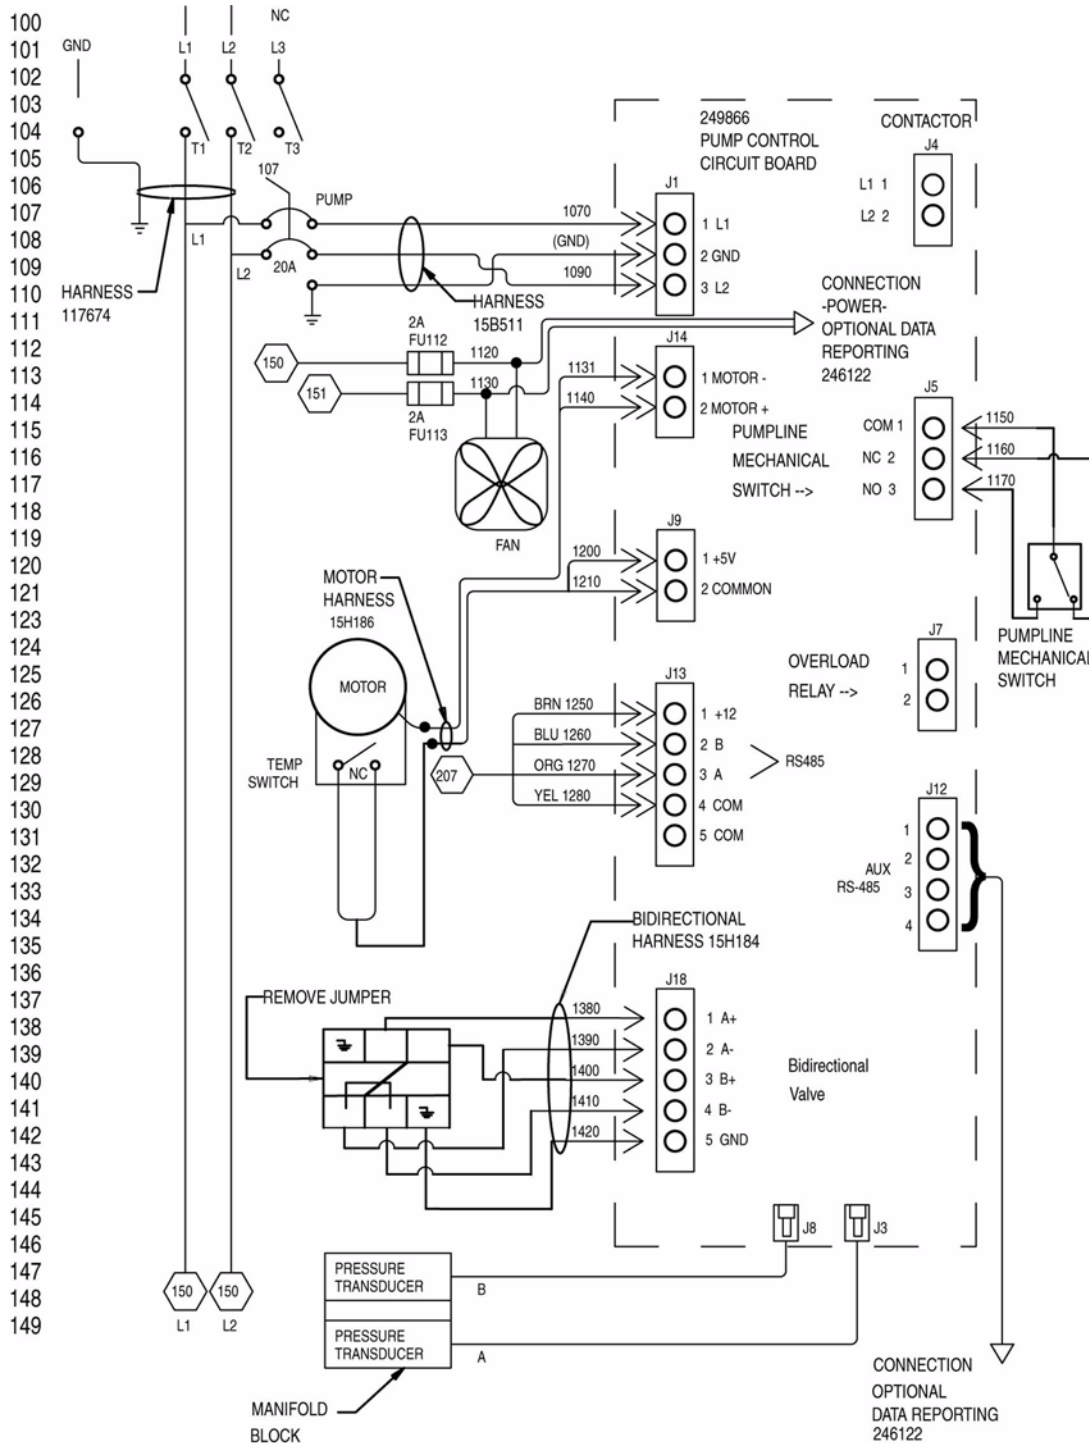 100
101
102
103
104
105
106
107
108
109
110
111
112
113
114
115
116
117
118
119
120
121
123
124
125
126
127
128
129
130
131
132
133
134
135
136
137
138
139
140
141
142
143
144
145
146
147
148
149
NC
GND
L1
L2
L3
T1
T2
T3
107
PUMP
L1
L2
20A
HARNESS
117674
1070
(GND)
1090
HARNESS
15B511
249866
PUMP CONTROL
CIRCUIT BOARD
CONTACTOR
J4
L1 1
L2 2
J1
1 L1
2 GND
3 L2
CONNECTION
-POWER-
OPTIONAL DATA
REPORTING
246122
2A
FU112
150
1120
151
1130
2A
FU113
FAN
1131
1140
J14
1 MOTOR -
2 MOTOR +
PUMPLINE
MECHANICAL
SWITCH -->
J5
COM 1
NC 2
NO 3
1150
1160
1170
J9
1200
1210
1 +5V
2 COMMON
MOTOR
HARNESS
15H186
MOTOR
TEMP
SWITCH
NC
207
PUMPLINE
MECHANICAL
SWITCH
J7
OVERLOAD
RELAY -->
1
2
J13
BRN 1250
BLU 1260
ORG 1270
YEL 1280
1 +12
2 B
3 A
4 COM
5 COM
RS485
J12
1
2
3
4
AUX
RS-485
BIDIRECTIONAL
HARNESS 15H184
REMOVE JUMPER
J18
1380
1390
1400
1410
1420
1 A+
2 A-
3 B+
4 B-
5 GND
Bidirectional
Valve
J8
J3
150
150
L1
L2
PRESSURE
TRANSDUCER
B
PRESSURE
TRANSDUCER
A
MANIFOLD
BLOCK
CONNECTION
OPTIONAL
DATA REPORTING
246122